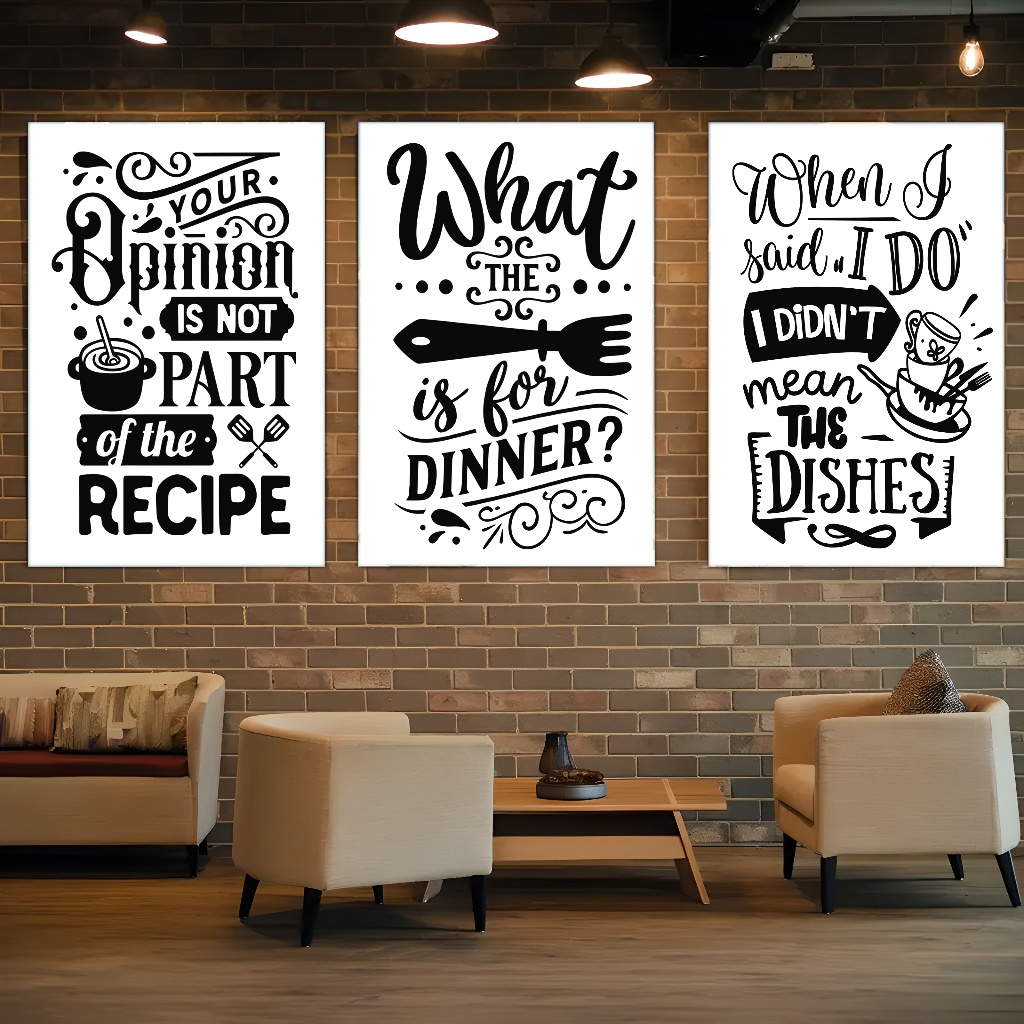 YOUR
Opinion
IS NOT
PART
of the
RECIPE
What
THE
is for
DINNER?
When I
said „I DO"
I DiDN'T
mean
THE
DISHES